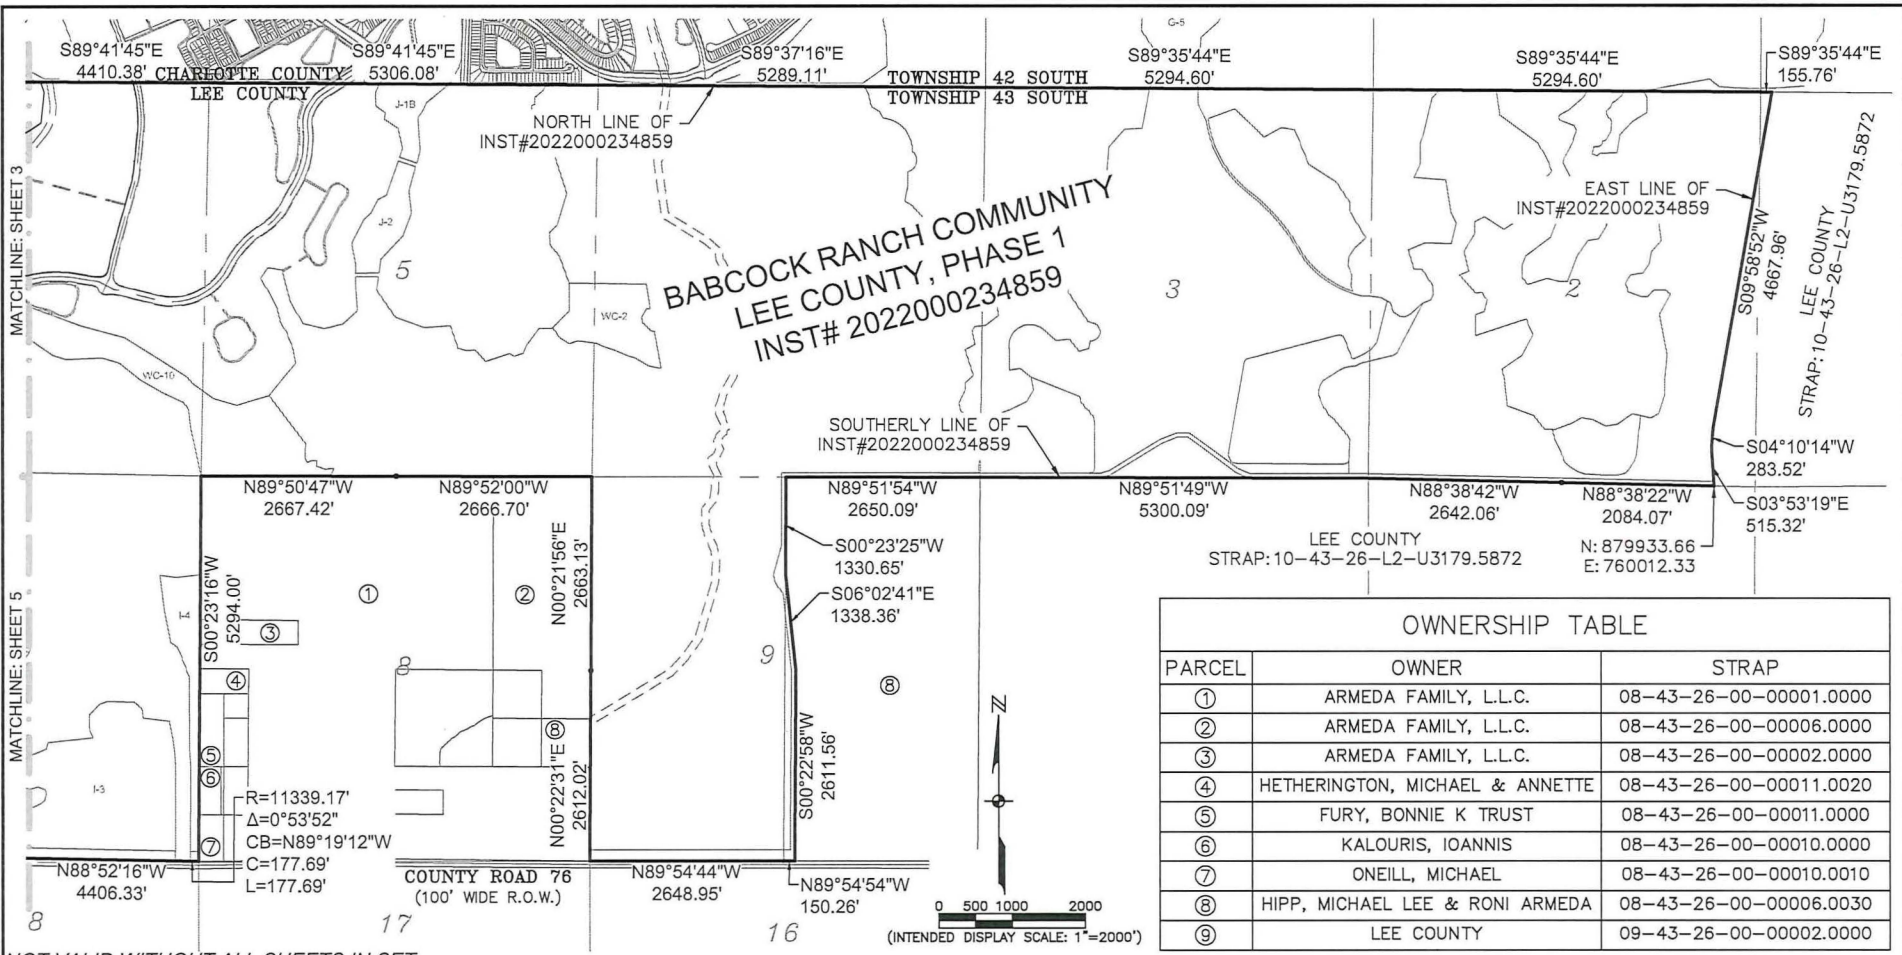 S89°41'45"E
4410.38'
S89°41'45"E
5306.08'
S89°37'16"E
5289.11'
S89°35'44"E
5294.60'
S89°35'44"E
5294.60'
S89°35'44"E
155.76'
G-5
CHARLOTTE COUNTY
LEE COUNTY
TOWNSHIP 42 SOUTH
TOWNSHIP 43 SOUTH
MATCHLINE: SHEET 3
J-1B
NORTH LINE OF
INST#2022000234859
J-2
5
WC-2
WC-10
BABCOCK RANCH COMMUNITY
LEE COUNTY, PHASE 1
INST# 2022000234859
3
2
EAST LINE OF
INST#2022000234859
S09°58'52"W
4667.96'
LEE COUNTY
STRAP: 10-43-26-L2-U3179.5872
SOUTHERLY LINE OF
INST#2022000234859
S04°10'14"W
283.52'
S03°53'19"E
515.32'
N89°50'47"W
2667.42'
N89°52'00"W
2666.70'
N89°51'54"W
2650.09'
N89°51'49"W
5300.09'
N88°38'42"W
2642.06'
N88°38'22"W
2084.07'
LEE COUNTY
STRAP: 10-43-26-L2-U3179.5872
N: 879933.66
E: 760012.33
MATCHLINE: SHEET 5
I-4
S00°23'16"W
5294.00'
①
②
③
④
⑤
⑥
⑦
8
N00°21'56"E
2663.13'
⑧
N00°22'31"E
2612.02'
S00°23'25"W
1330.65'
S06°02'41"E
1338.36'
9
⑧
S00°22'58"W
2611.56'
I-3
R=11339.17'
Δ=0°53'52"
CB=N89°19'12"W
C=177.69'
L=177.69'
N88°52'16"W
4406.33'
COUNTY ROAD 76
(100' WIDE R.O.W.)
N89°54'44"W
2648.95'
N89°54'54"W
150.26'
8
17
16
N
0 500 1000 2000
(INTENDED DISPLAY SCALE: 1"=2000')
OWNERSHIP TABLE
PARCEL OWNER STRAP
① ARMEDA FAMILY, L.L.C. 08-43-26-00-00001.0000
② ARMEDA FAMILY, L.L.C. 08-43-26-00-00006.0000
③ ARMEDA FAMILY, L.L.C. 08-43-26-00-00002.0000
④ HETHERINGTON, MICHAEL & ANNETTE 08-43-26-00-00011.0020
⑤ FURY, BONNIE K TRUST 08-43-26-00-00011.0000
⑥ KALOURIS, IOANNIS 08-43-26-00-00010.0000
⑦ ONEILL, MICHAEL 08-43-26-00-00010.0010
⑧ HIPP, MICHAEL LEE & RONI ARMEDA 08-43-26-00-00006.0030
⑨ LEE COUNTY 09-43-26-00-00002.0000
NOT VALID WITHOUT ALL SHEETS IN SET